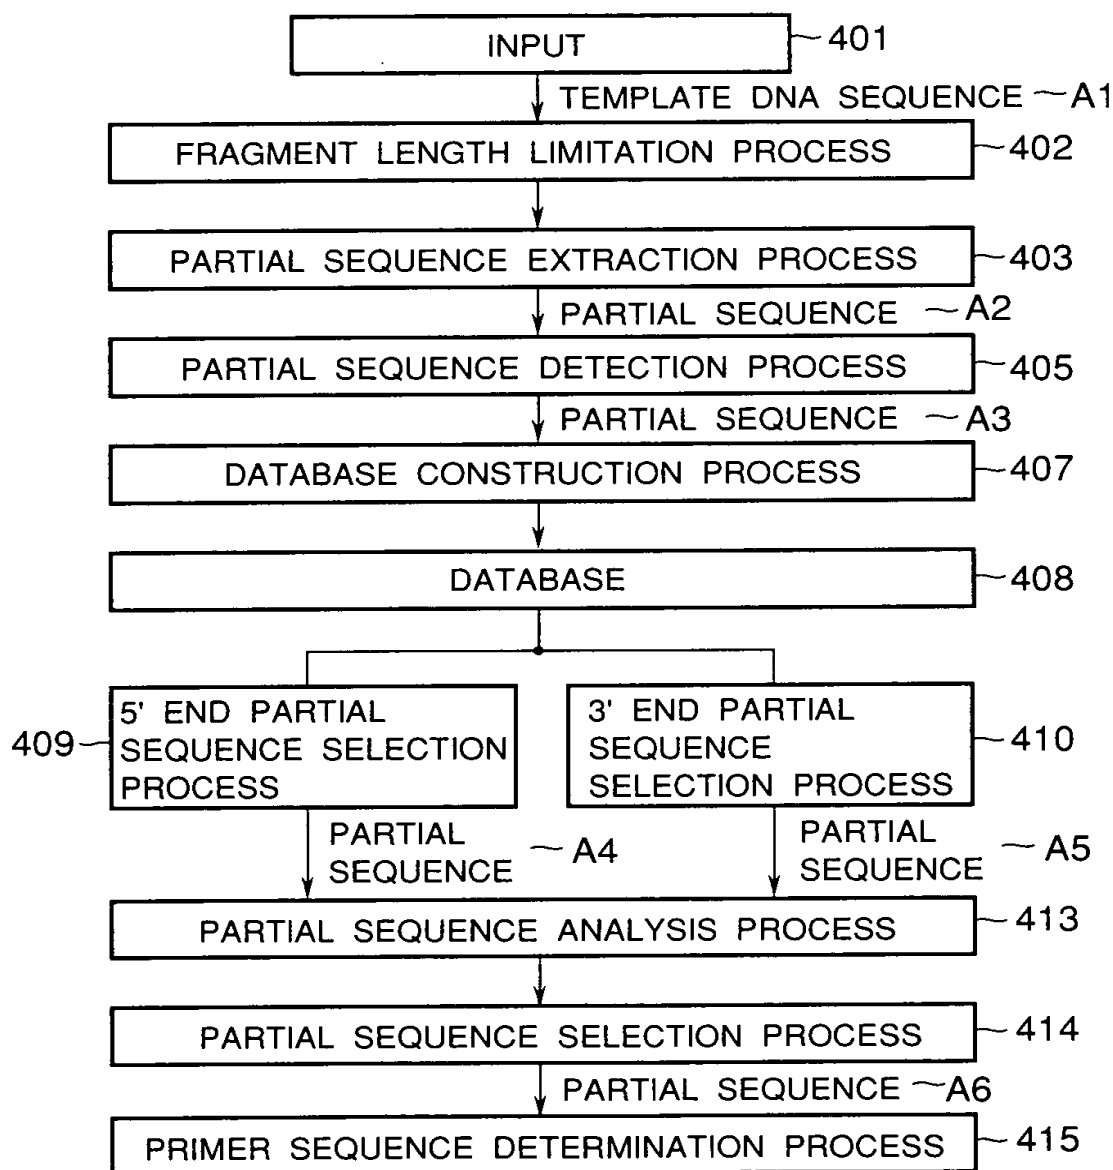 INPUT 401
TEMPLATE DNA SEQUENCE A1
FRAGMENT LENGTH LIMITATION PROCESS 402
PARTIAL SEQUENCE EXTRACTION PROCESS 403
PARTIAL SEQUENCE A2
PARTIAL SEQUENCE DETECTION PROCESS 405
PARTIAL SEQUENCE A3
DATABASE CONSTRUCTION PROCESS 407
DATABASE 408
409
5' END PARTIAL
SEQUENCE SELECTION
PROCESS
3' END PARTIAL
SEQUENCE
SELECTION PROCESS
410
PARTIAL
SEQUENCE
A4
PARTIAL
SEQUENCE
A5
PARTIAL SEQUENCE ANALYSIS PROCESS 413
PARTIAL SEQUENCE SELECTION PROCESS 414
PARTIAL SEQUENCE A6
PRIMER SEQUENCE DETERMINATION PROCESS 415